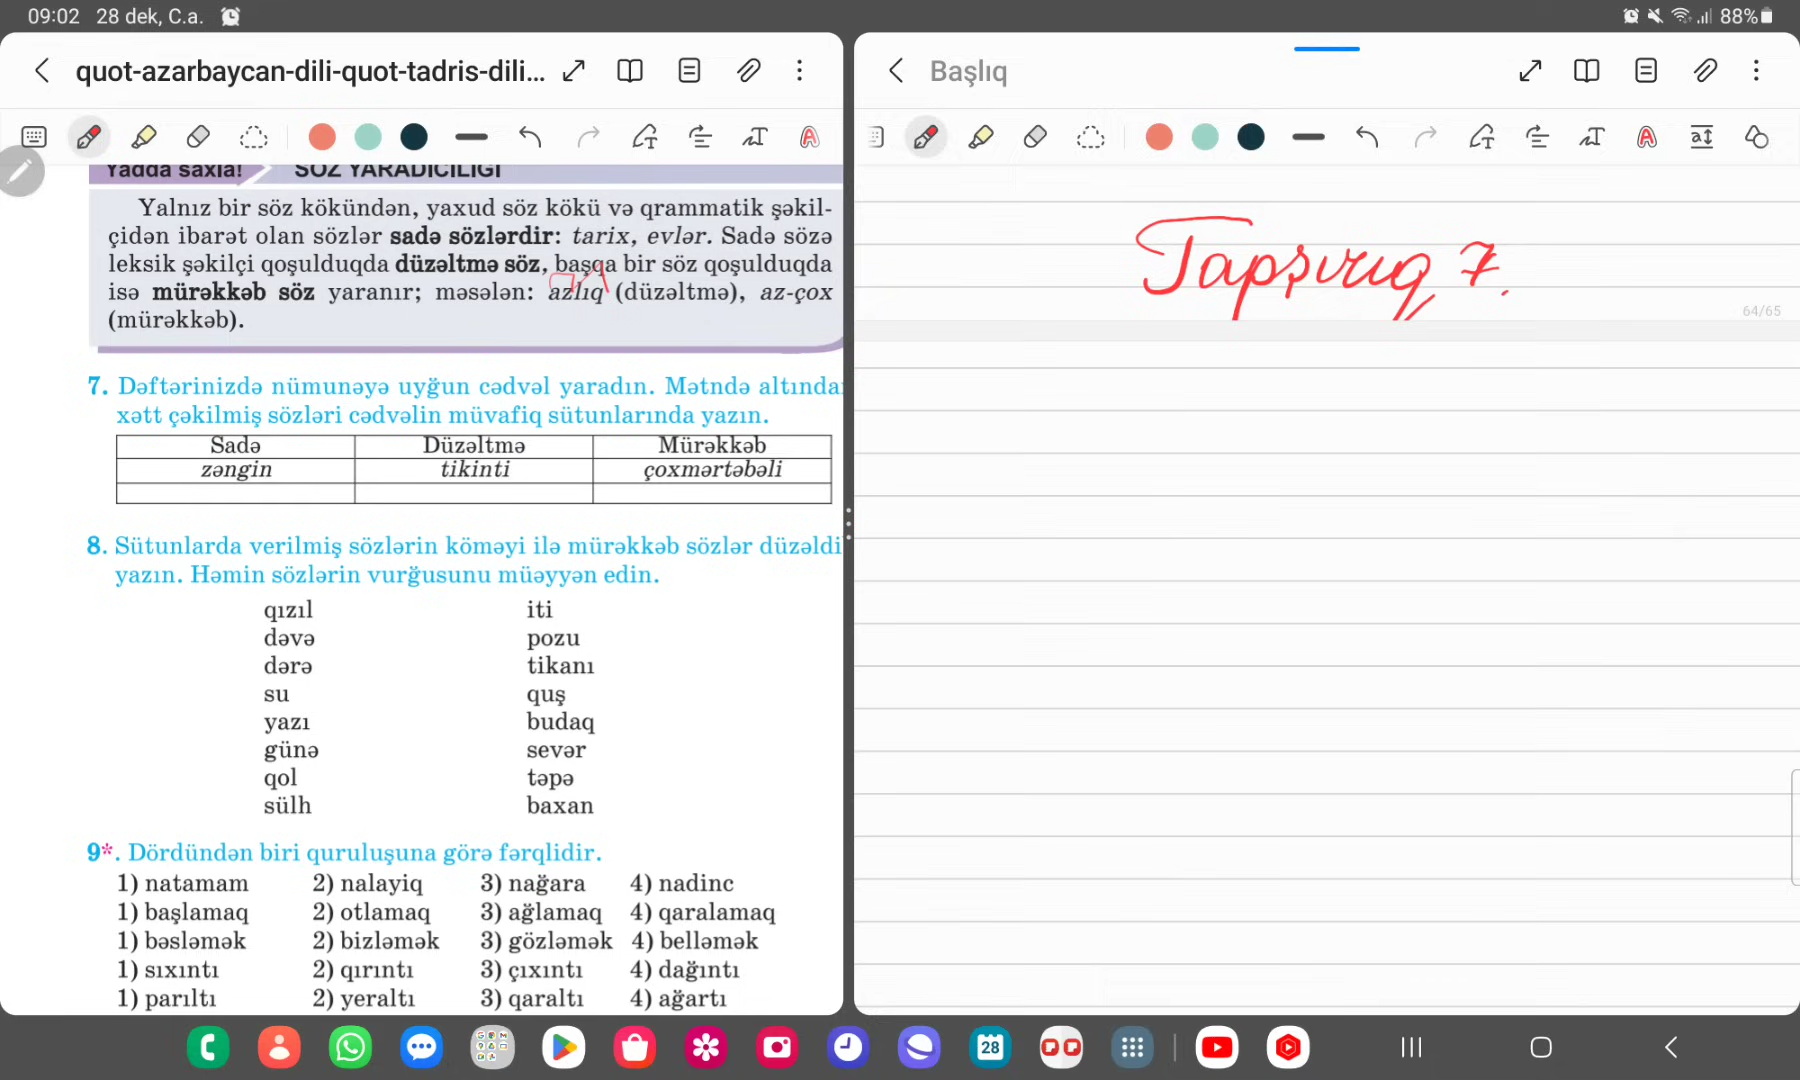 09:02 28 dek, C.a.
88%
quot-azarbaycan-dili-quot-tadris-dili...
Yadda saxla! SÖZ YARADICILIĞI
Yalnız bir söz kökündən, yaxud söz kökü və qrammatik şəkil-
çidən ibarət olan sözlər sadə sözlərdir: tarix, evlər. Sadə sözə
leksik şəkilçi qoşulduqda düzəltmə söz, başqa bir söz qoşulduqda
isə mürəkkəb söz yaranır; məsələn: azlıq (düzəltmə), az-çox
(mürəkkəb).
7. Dəftərinizdə nümunəyə uyğun cədvəl yaradın. Mətndə altında
xətt çəkilmiş sözləri cədvəlin müvafiq sütunlarında yazın.
Sadə Düzəltmə Mürəkkəb
zəngin tikinti çoxmərtəbəli
8. Sütunlarda verilmiş sözlərin köməyi ilə mürəkkəb sözlər düzəldi
yazın. Həmin sözlərin vurğusunu müəyyən edin.
qızıl iti
dəvə pozu
dərə tikanı
su quş
yazı budaq
günə sevər
qol təpə
sülh baxan
9*. Dördündən biri quruluşuna görə fərqlidir.
1) natamam 2) nalayiq 3) nağara 4) nadinc
1) başlamaq 2) otlamaq 3) ağlamaq 4) qaralamaq
1) bəsləmək 2) bizləmək 3) gözləmək 4) belləmək
1) sıxıntı 2) qırıntı 3) çıxıntı 4) dağıntı
1) parıltı 2) yeraltı 3) qaraltı 4) ağartı
Başlıq
Tapşırıq 7.
64/65
28